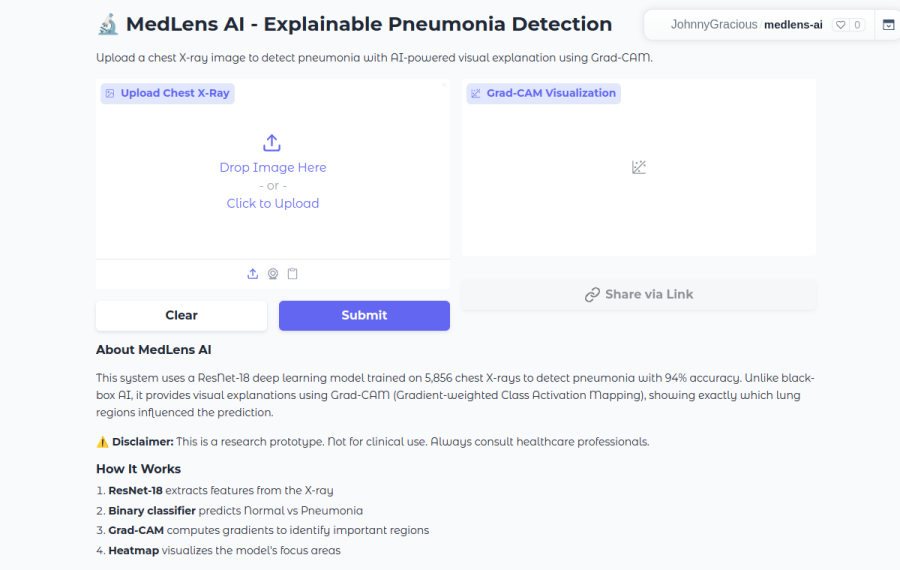 🔬 MedLens AI - Explainable Pneumonia Detection
JohnnyGracious medlens-ai 0
Upload a chest X-ray image to detect pneumonia with AI-powered visual explanation using Grad-CAM.
Upload Chest X-Ray
Drop Image Here
- or -
Click to Upload
Grad-CAM Visualization
Share via Link
Clear
Submit
About MedLens AI
This system uses a ResNet-18 deep learning model trained on 5,856 chest X-rays to detect pneumonia with 94% accuracy. Unlike black-
box AI, it provides visual explanations using Grad-CAM (Gradient-weighted Class Activation Mapping), showing exactly which lung
regions influenced the prediction.
⚠️ Disclaimer: This is a research prototype. Not for clinical use. Always consult healthcare professionals.
How It Works
1. ResNet-18 extracts features from the X-ray
2. Binary classifier predicts Normal vs Pneumonia
3. Grad-CAM computes gradients to identify important regions
4. Heatmap visualizes the model's focus areas